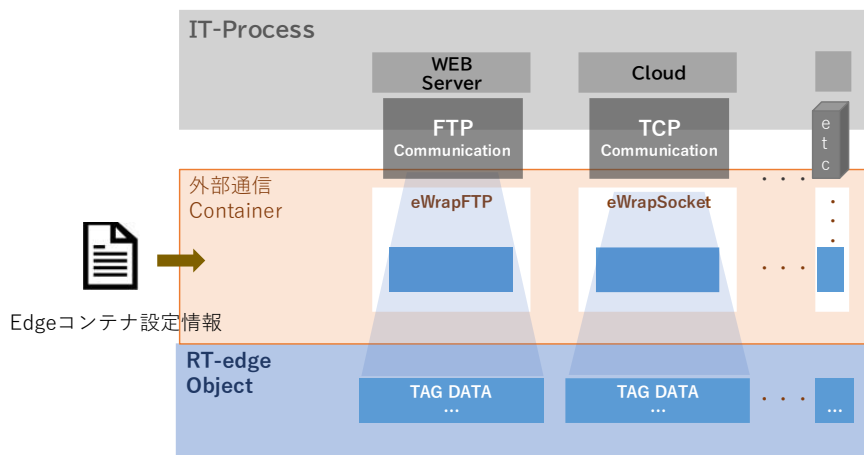 IT-Process
WEB
Server
Cloud
FTP
Communication
TCP
Communication
etc
・・・
外部通信
Container
eWrapFTP
eWrapSocket
・・・
・・・
Edgeコンテナ設定情報
RT-edge
Object
TAG DATA
...
TAG DATA
...
・・・
...